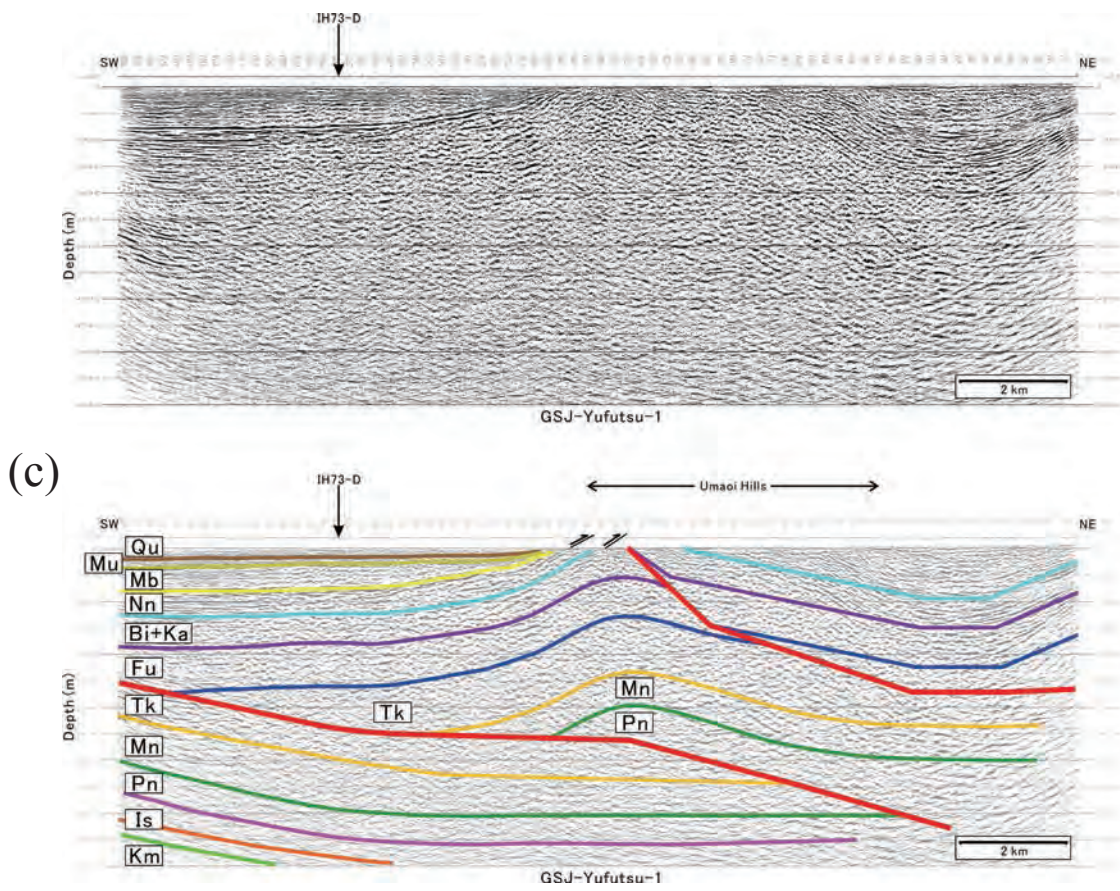 IH73-D
SW
NE
Depth (m)
2 km
GSJ-Yufutsu-1
(c)
IH73-D
Umaoi Hills
SW
NE
Qu
Mu
Mb
Nn
Bi+Ka
Fu
Tk
Tk
Mn
Mn
Pn
Pn
Is
Km
Depth (m)
2 km
GSJ-Yufutsu-1